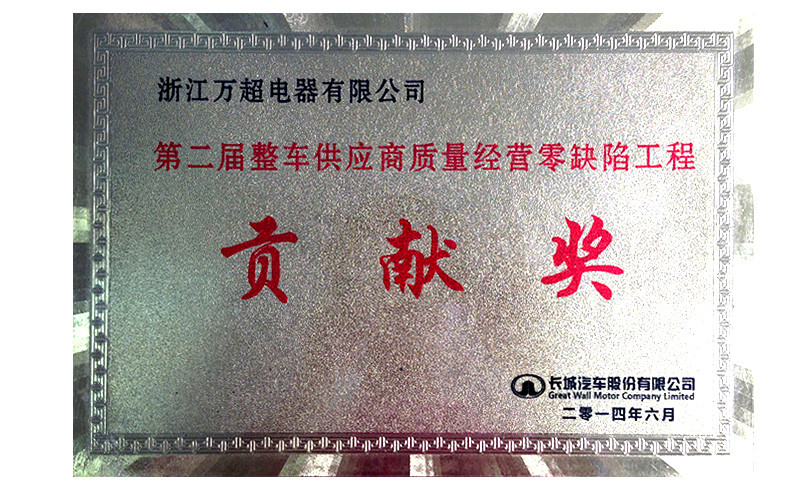 浙江万超电器有限公司
第二届整车供应商质量经营零缺陷工程
贡献奖
长城汽车股份有限公司
Great Wall Motor Company Limited
二零一四年六月